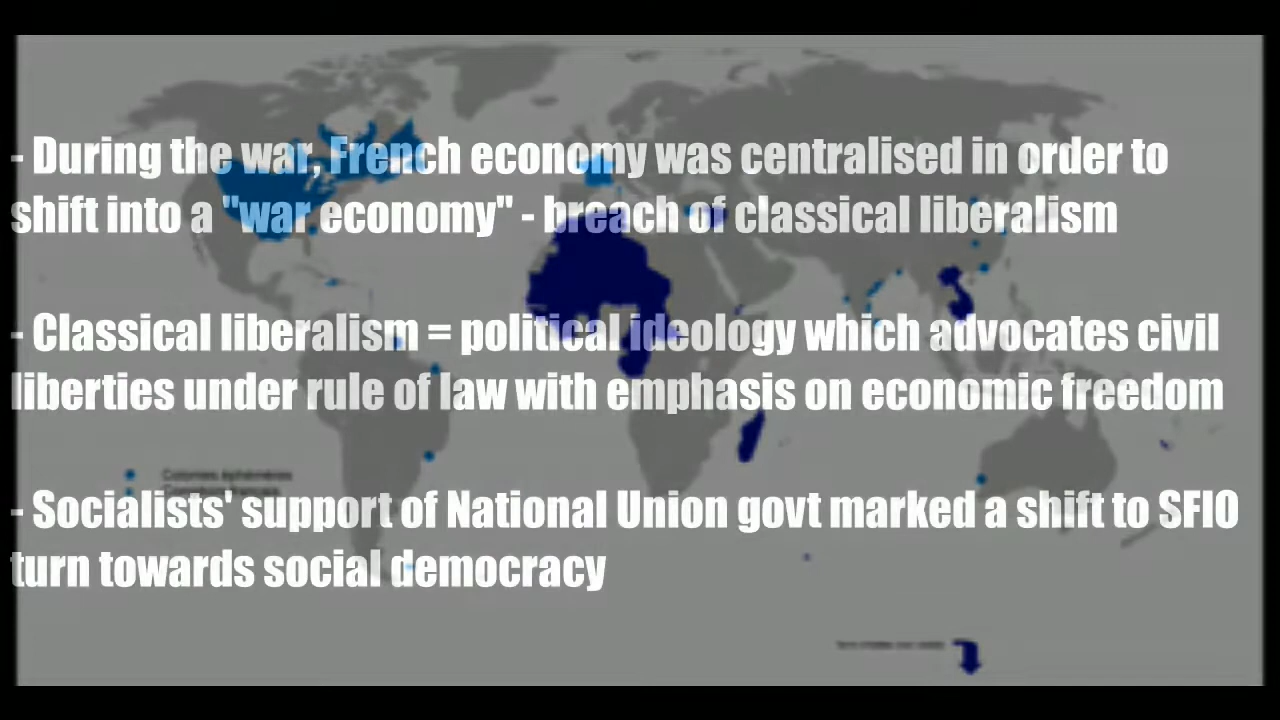 - During the war, French economy was centralised in order to
shift into a "war economy" - breach of classical liberalism
- Classical liberalism = political ideology which advocates civil
liberties under rule of law with emphasis on economic freedom
- Socialists' support of National Union govt marked a shift to SFIO
turn towards social democracy
Colonies éphémères